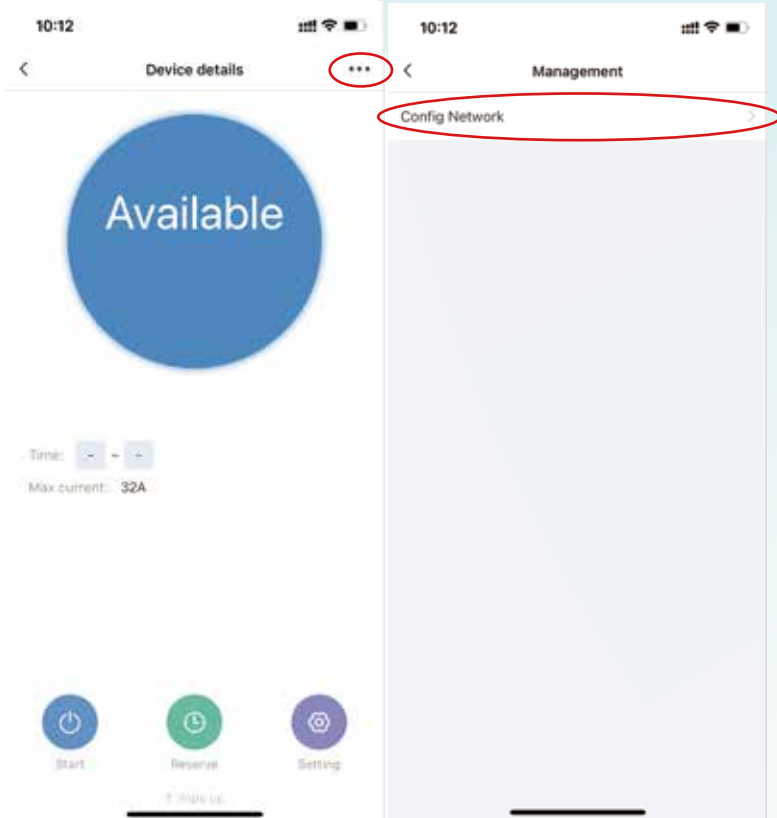 10:12
Device details
Available
Time: - ~ -
Max current: 32A
Start
Reserve
Setting
10:12
Management
Config Network